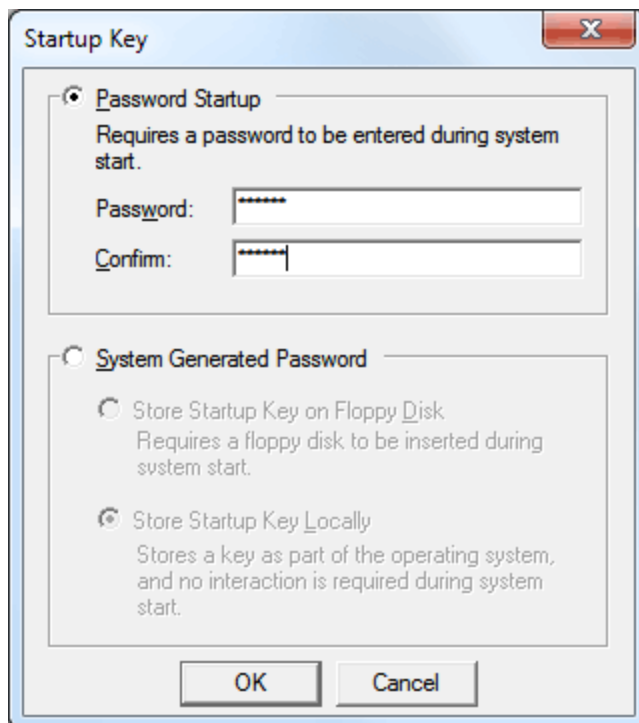 Startup Key
Password Startup
Requires a password to be entered during system
start.
Password: ******
Confirm: ******
System Generated Password
Store Startup Key on Floppy Disk
Requires a floppy disk to be inserted during
system start.
Store Startup Key Locally
Stores a key as part of the operating system,
and no interaction is required during system
start.
OK Cancel